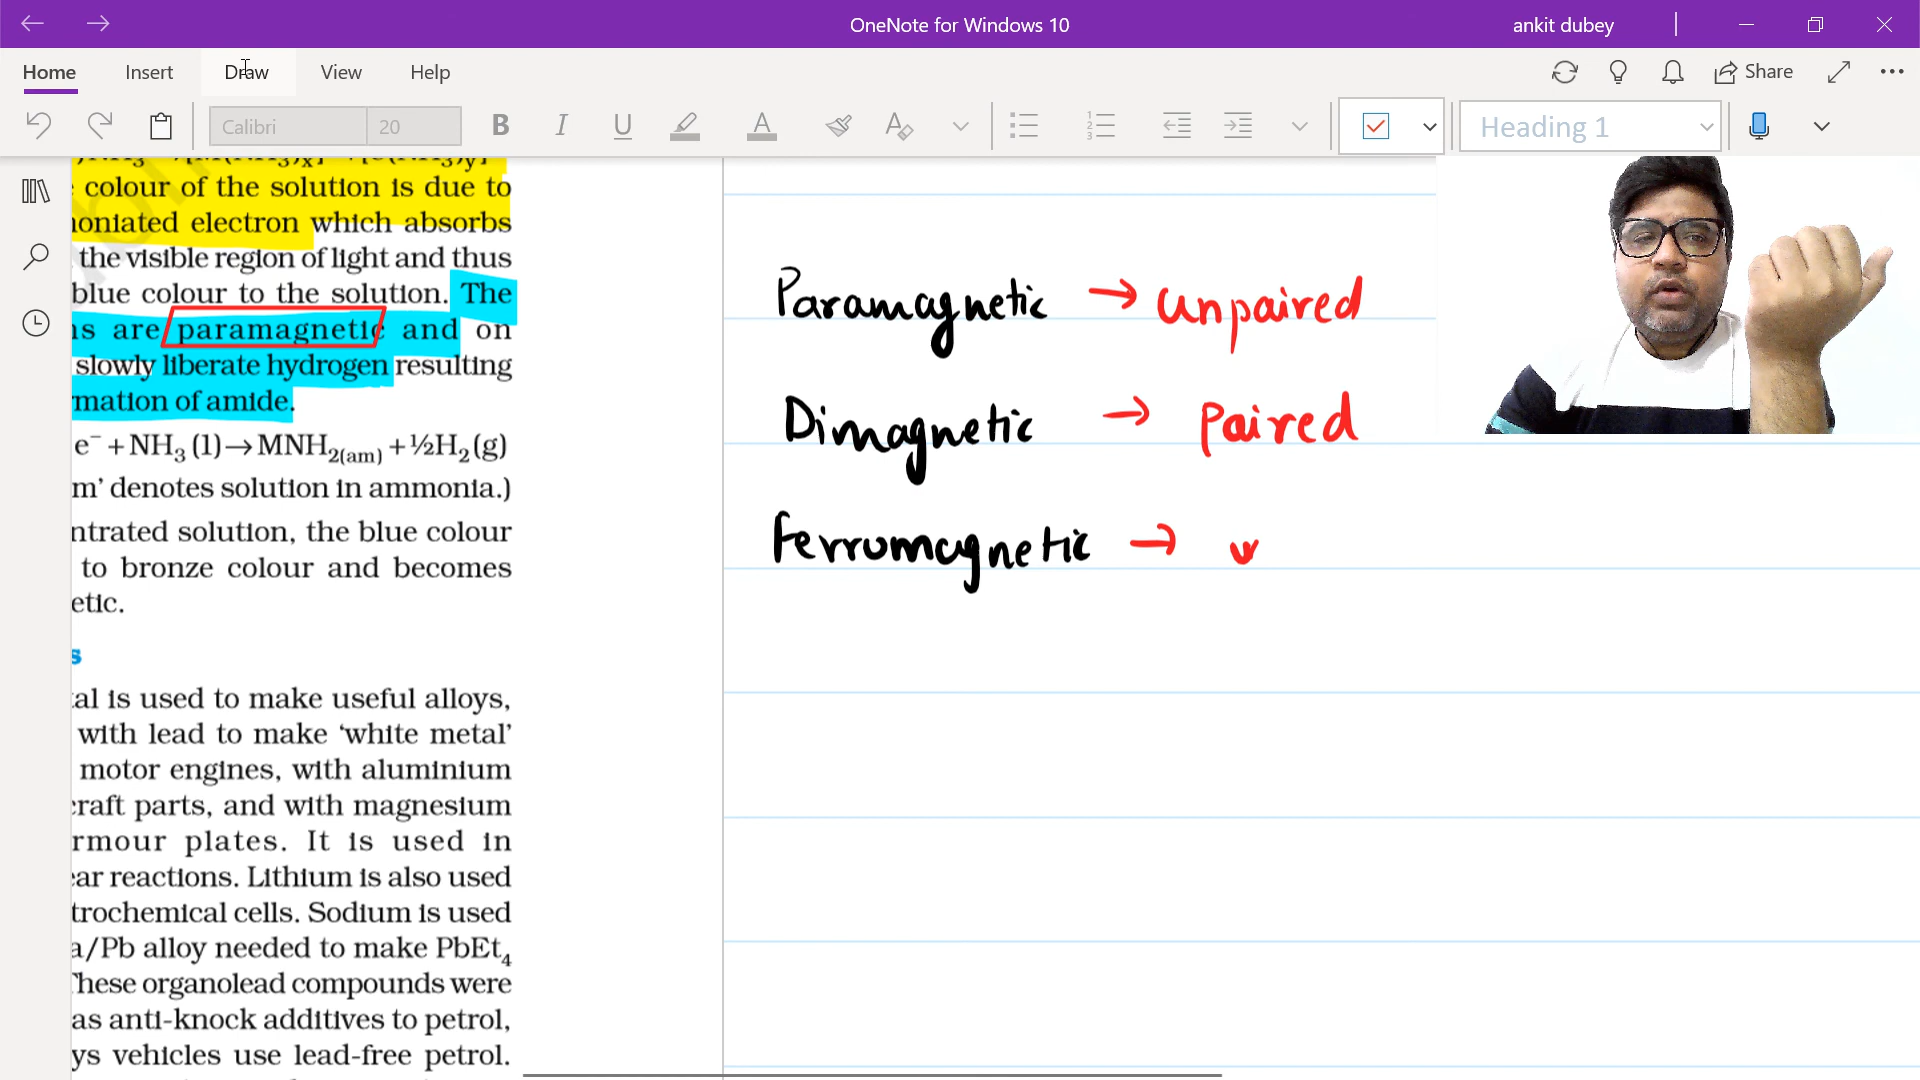 OneNote for Windows 10
ankit dubey
Home Insert Draw View Help
Share
Calibri 20 B I U A A Heading 1
colour of the solution is due to
oniated electron which absorbs
the visible region of light and thus
blue colour to the solution. The
ns are paramagnetic and on
slowly liberate hydrogen resulting
rmation of amide.
e⁻ + NH₃ (l) → MNH₂(am) + ½H₂ (g)
m’ denotes solution in ammonia.)
ntrated solution, the blue colour
to bronze colour and becomes
etic.
s
al is used to make useful alloys,
with lead to make ‘white metal’
motor engines, with aluminium
craft parts, and with magnesium
rmour plates. It is used in
ear reactions. Lithium is also used
trochemical cells. Sodium is used
a/Pb alloy needed to make PbEt₄
These organolead compounds were
as anti-knock additives to petrol,
ys vehicles use lead-free petrol.
Paramagnetic → unpaired
Dimagnetic → Paired
Ferromagnetic →